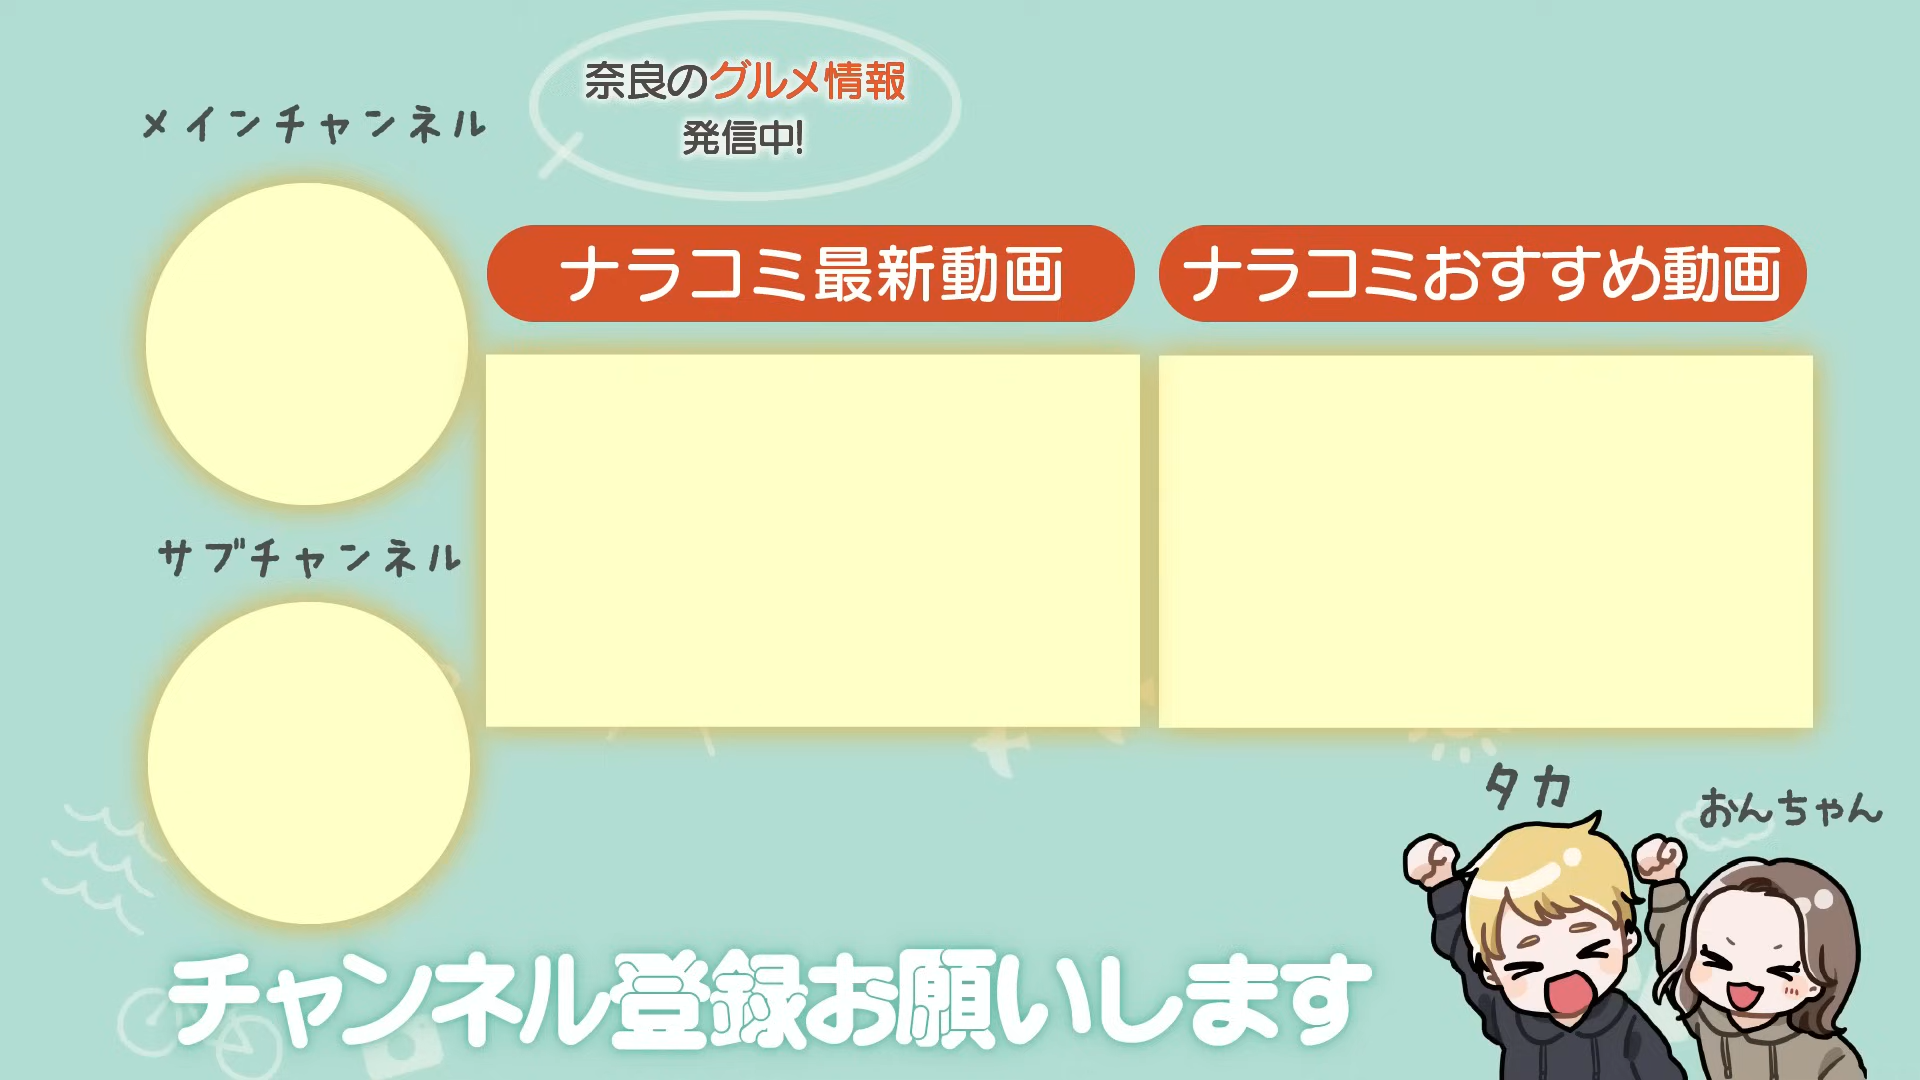 奈良のグルメ情報
発信中!
メインチャンネル
ナラコミ最新動画
ナラコミおすすめ動画
サブチャンネル
タカ
おんちゃん
チャンネル登録お願いします